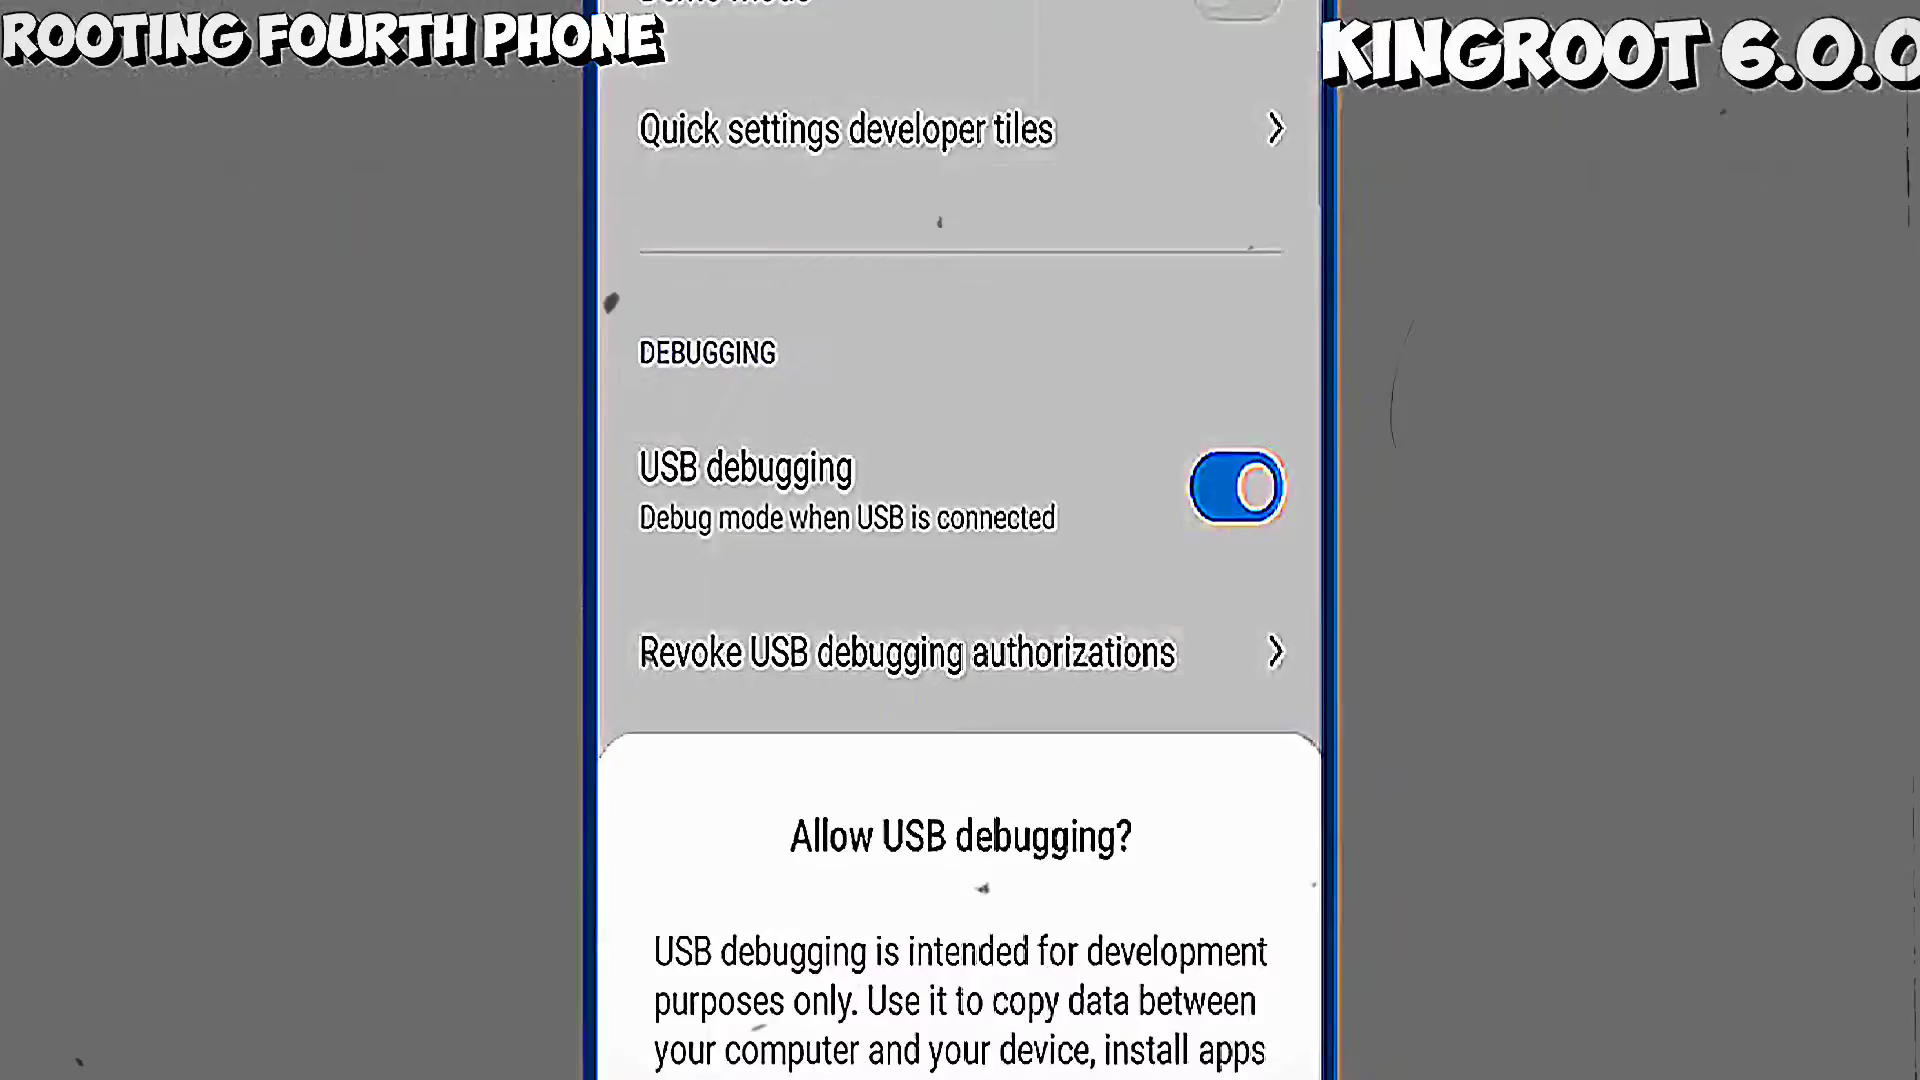 ROOTING FOURTH PHONE
KINGROOT 6.0.0
Quick settings developer tiles
DEBUGGING
USB debugging
Debug mode when USB is connected
Revoke USB debugging authorizations
Allow USB debugging?
USB debugging is intended for development
purposes only. Use it to copy data between
your computer and your device, install apps